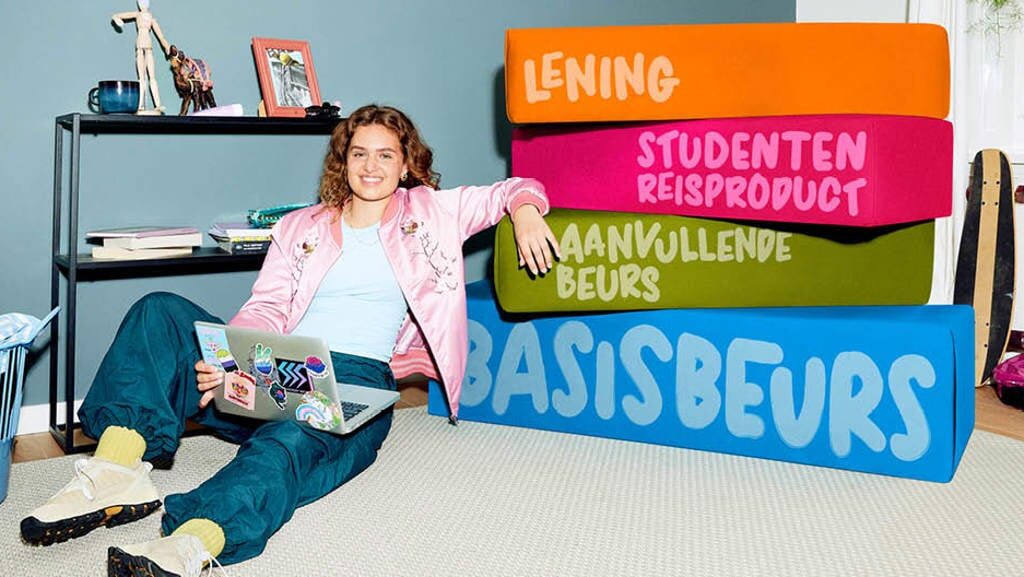 LENING
STUDENTEN
REISPRODUCT
AANVULLENDE
BEURS
BASISBEURS